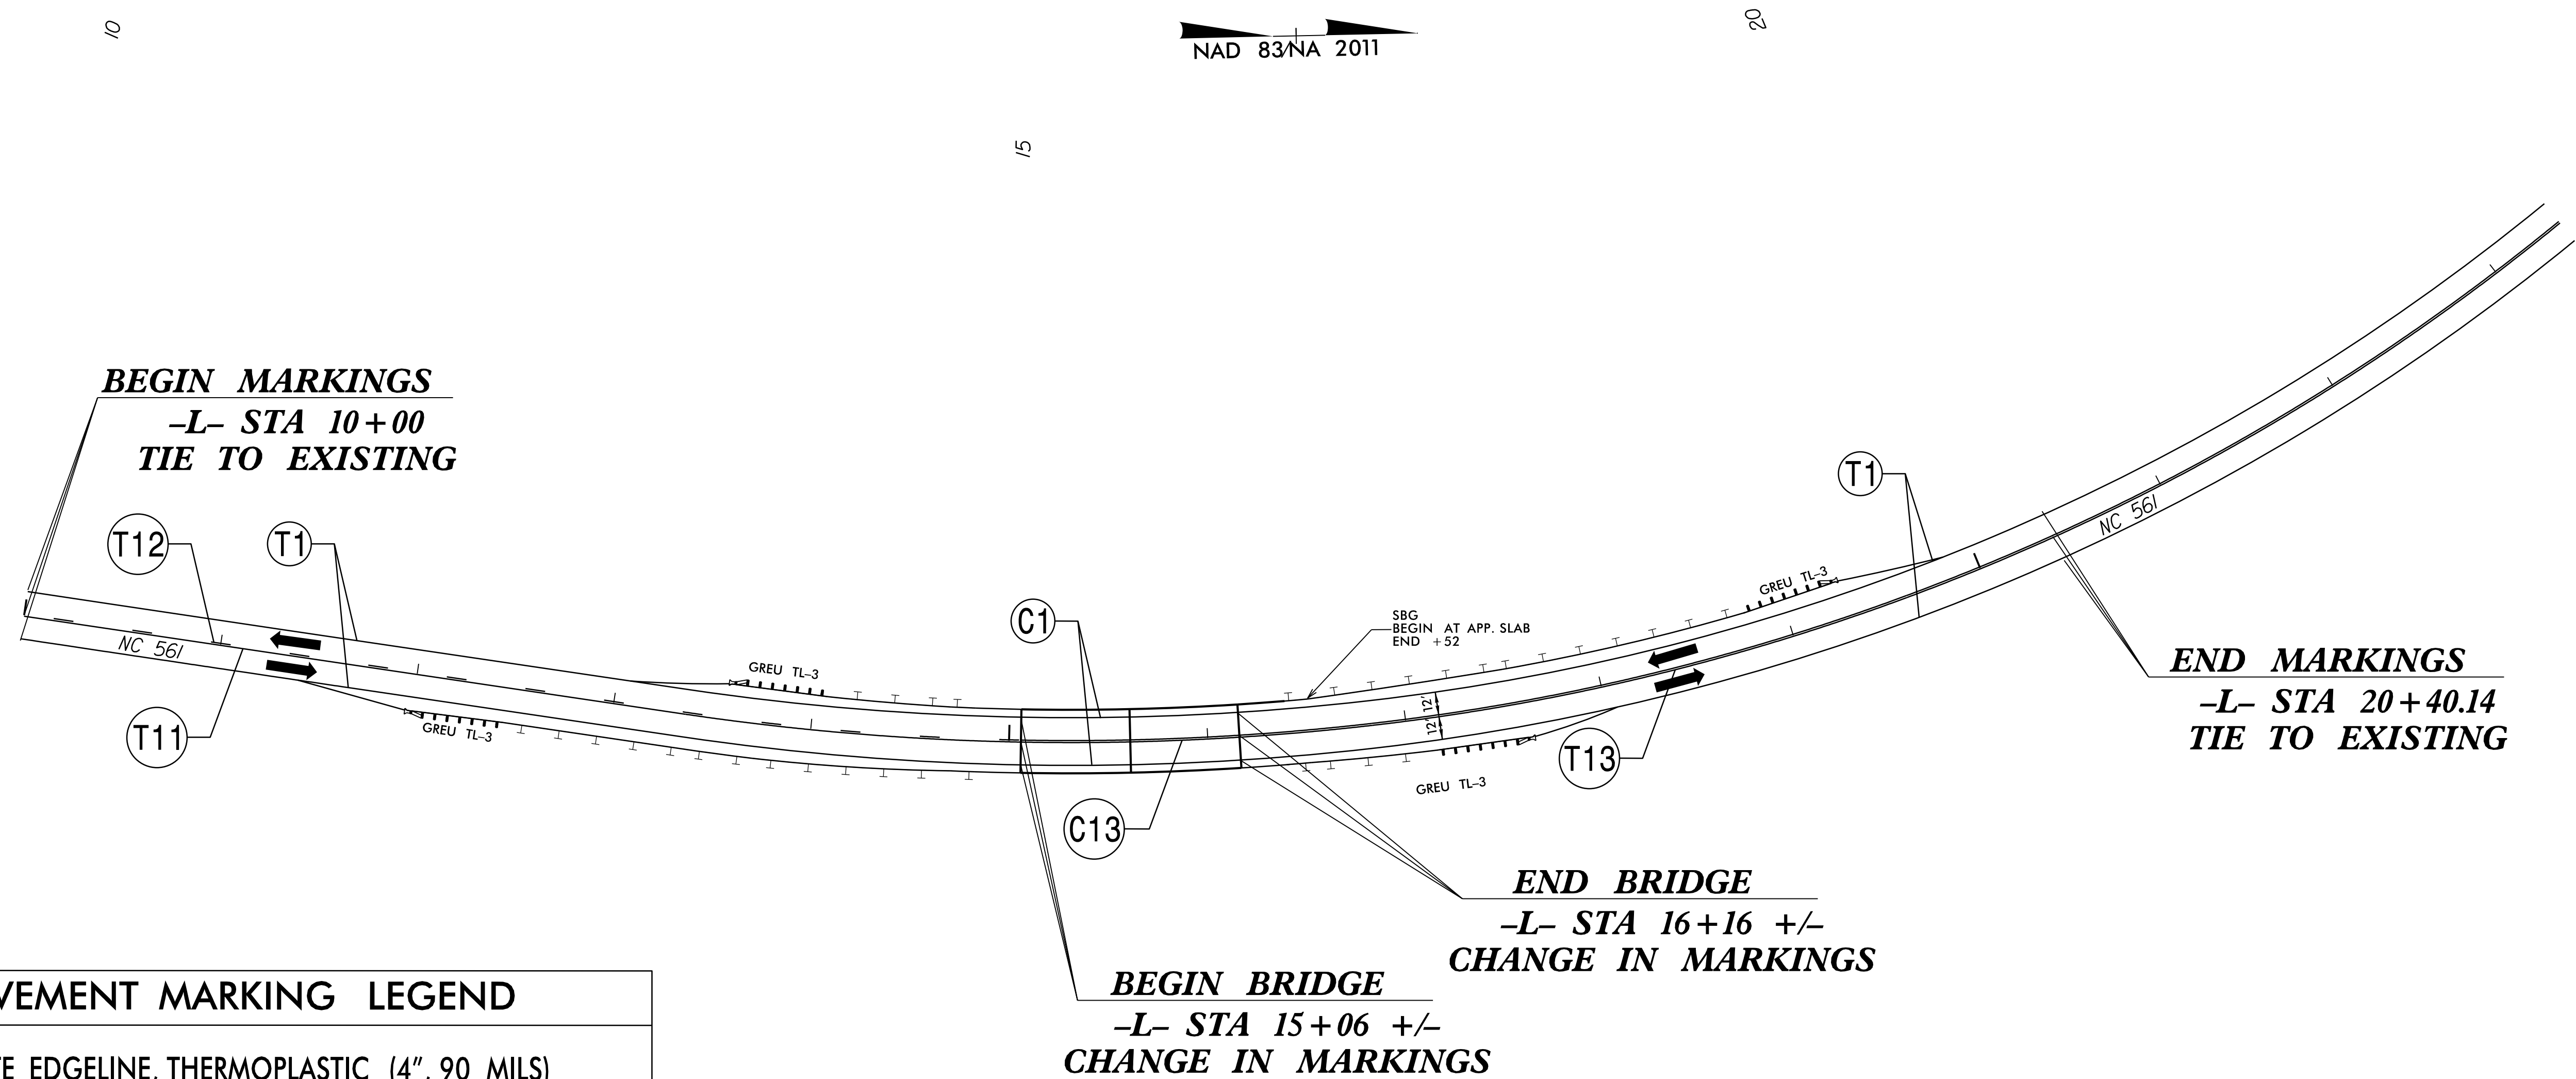 10
NAD 83/NA 2011
20
15
BEGIN MARKINGS
-L- STA 10+00
TIE TO EXISTING
T12
T1
NC 561
T11
GREU TL-3
GREU TL-3
C1
C13
SBG
BEGIN AT APP. SLAB
END +52
12'
12'
GREU TL-3
GREU TL-3
T13
T1
NC 561
END MARKINGS
-L- STA 20+40.14
TIE TO EXISTING
END BRIDGE
-L- STA 16+16 +/-
CHANGE IN MARKINGS
BEGIN BRIDGE
-L- STA 15+06 +/-
CHANGE IN MARKINGS
VEMENT MARKING LEGEND
TE EDGELINE, THERMOPLASTIC (4", 90 MILS)